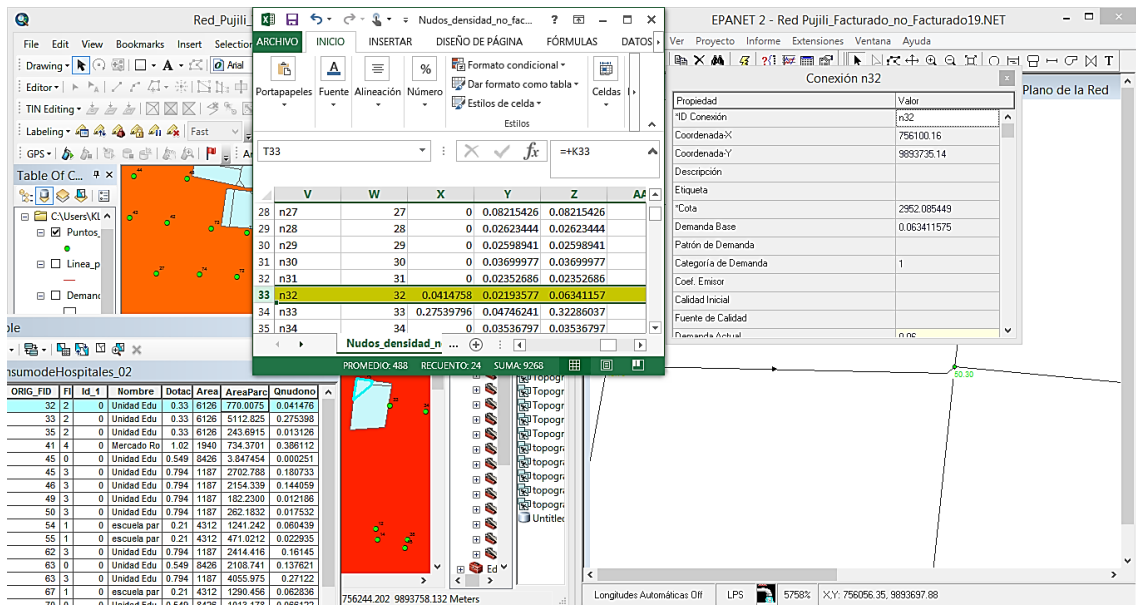 Red_Pujili_
File Edit View Bookmarks Insert Selection
Drawing Arial
Editor
TIN Editing
Labeling Fast
GPS
Table Of C...
C:\Users\KL
Puntos_
Linea_p
Demand
Nudos_densidad_no_fac...
ARCHIVO INICIO INSERTAR DISEÑO DE PÁGINA FÓRMULAS DATOS
Portapapeles Fuente Alineación Número
Formato condicional
Dar formato como tabla
Estilos de celda
Celdas
Estilos
T33 fx =+K33
V W X Y Z AA
28 n27 27 0 0.08215426 0.08215426
29 n28 28 0 0.02623444 0.02623444
30 n29 29 0 0.02598941 0.02598941
31 n30 30 0 0.03699977 0.03699977
32 n31 31 0 0.02352686 0.02352686
33 n32 32 0.0414758 0.02193577 0.06341157
34 n33 33 0.27539796 0.04746241 0.32286037
35 n34 34 0 0.03536797 0.03536797
Nudos_densidad_n ...
PROMEDIO: 488 RECUENTO: 24 SUMA: 9268
EPANET 2 - Red Pujili_Facturado_no_Facturado19.NET
Ver Proyecto Informe Extensiones Ventana Ayuda
Plano de la Red
Conexión n32
Propiedad Valor
*ID Conexión n32
Coordenada-X 756100.16
Coordenada-Y 9893735.14
Descripción
Etiqueta
*Cota 2952.085449
Demanda Base 0.063411575
Patrón de Demanda
Categoría de Demanda 1
Coef. Emisor
Calidad Inicial
Fuente de Calidad
Demanda Actual 0.06
50.30
ble
nsumodeHospitales_02
ORIG_FID FI Id_1 Nombre Dotac Area AreaParc Qnudono
32 2 0 Unidad Edu 0.33 6126 770.0075 0.041476
33 2 0 Unidad Edu 0.33 6126 5112.825 0.275398
35 2 0 Unidad Edu 0.33 6126 243.6915 0.013126
41 4 0 Mercado Ro 1.02 1940 734.3701 0.386112
45 0 0 Unidad Edu 0.549 8426 3.847454 0.000251
45 3 0 Unidad Edu 0.794 1187 2702.788 0.180733
46 3 0 Unidad Edu 0.794 1187 2154.339 0.144059
49 3 0 Unidad Edu 0.794 1187 182.2300 0.012186
50 3 0 Unidad Edu 0.794 1187 262.1832 0.017532
54 1 0 escuela par 0.21 4312 1241.242 0.060439
55 1 0 escuela par 0.21 4312 471.0212 0.022935
62 3 0 Unidad Edu 0.794 1187 2414.416 0.16145
63 0 0 Unidad Edu 0.549 8426 2108.741 0.137621
63 3 0 Unidad Edu 0.794 1187 4055.975 0.27122
67 1 0 escuela par 0.21 4312 1290.456 0.062836
Topogr
Topogr
Topogr
Topogr
Topogr
topogra
topogra
topogra
topogra
topogra
Untitled
Ed
756244.202 9893758.132 Meters
Longitudes Automáticas Off LPS 5758% X,Y: 756056.35, 9893697.88